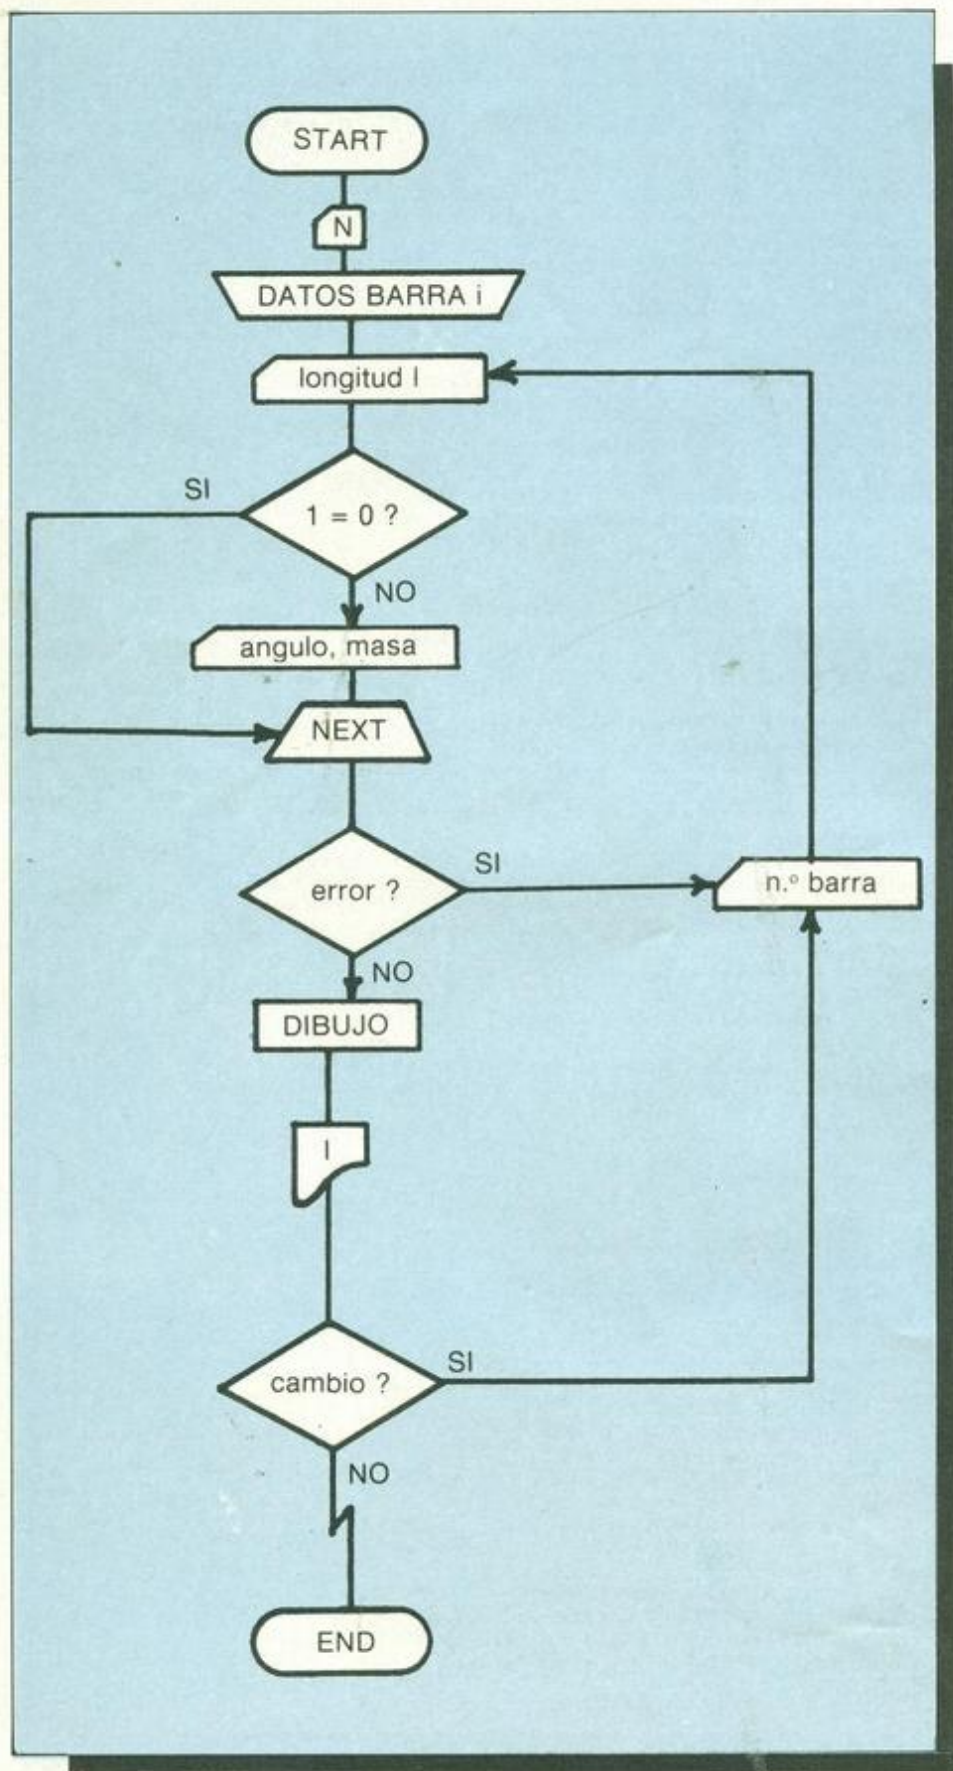 START
N
DATOS BARRA i
longitud l
SI
1 = 0 ?
NO
angulo, masa
NEXT
SI
error ?
n.º barra
NO
DIBUJO
I
SI
cambio ?
NO
END